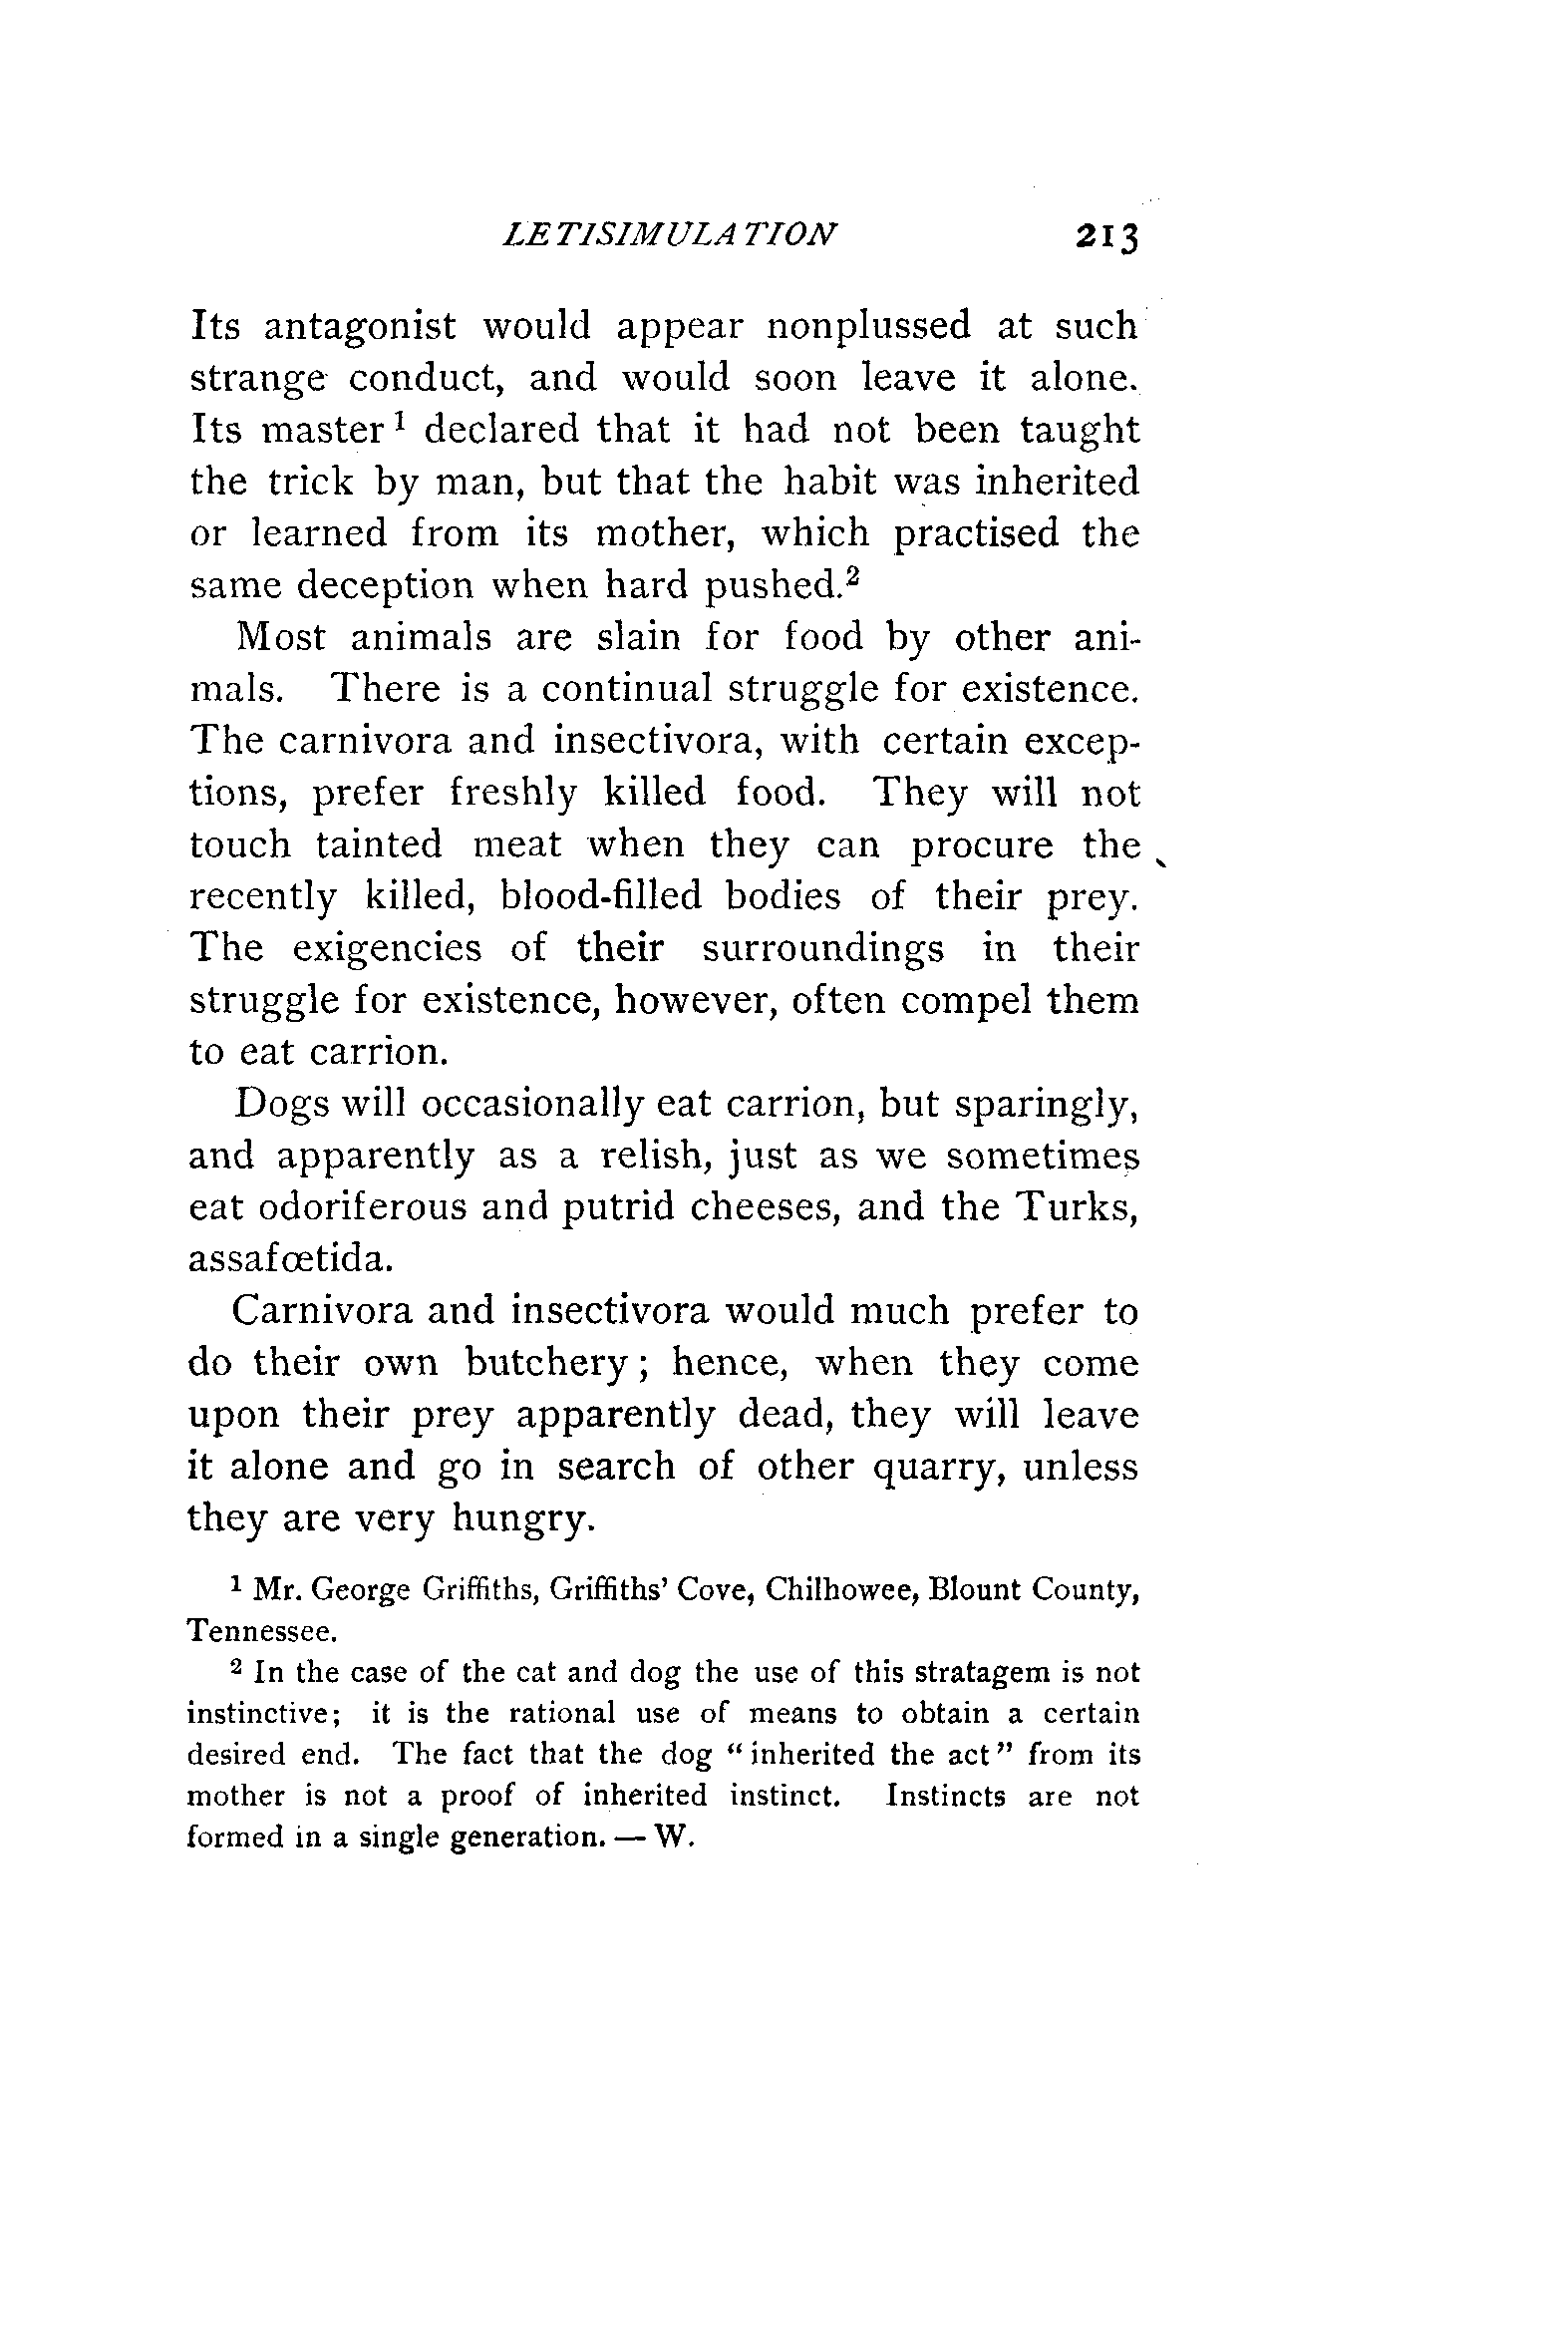 LETISIMULATION 213
Its antagonist would appear nonplussed at such
strange conduct, and would soon leave it alone.
Its master¹ declared that it had not been taught
the trick by man, but that the habit was inherited
or learned from its mother, which practised the
same deception when hard pushed.²
Most animals are slain for food by other ani-
mals. There is a continual struggle for existence.
The carnivora and insectivora, with certain excep-
tions, prefer freshly killed food. They will not
touch tainted meat when they can procure the
recently killed, blood-filled bodies of their prey.
The exigencies of their surroundings in their
struggle for existence, however, often compel them
to eat carrion.
Dogs will occasionally eat carrion, but sparingly,
and apparently as a relish, just as we sometimes
eat odoriferous and putrid cheeses, and the Turks,
assafœtida.
Carnivora and insectivora would much prefer to
do their own butchery; hence, when they come
upon their prey apparently dead, they will leave
it alone and go in search of other quarry, unless
they are very hungry.
¹ Mr. George Griffiths, Griffiths' Cove, Chilhowee, Blount County,
Tennessee.
² In the case of the cat and dog the use of this stratagem is not
instinctive; it is the rational use of means to obtain a certain
desired end. The fact that the dog "inherited the act" from its
mother is not a proof of inherited instinct. Instincts are not
formed in a single generation. — W.